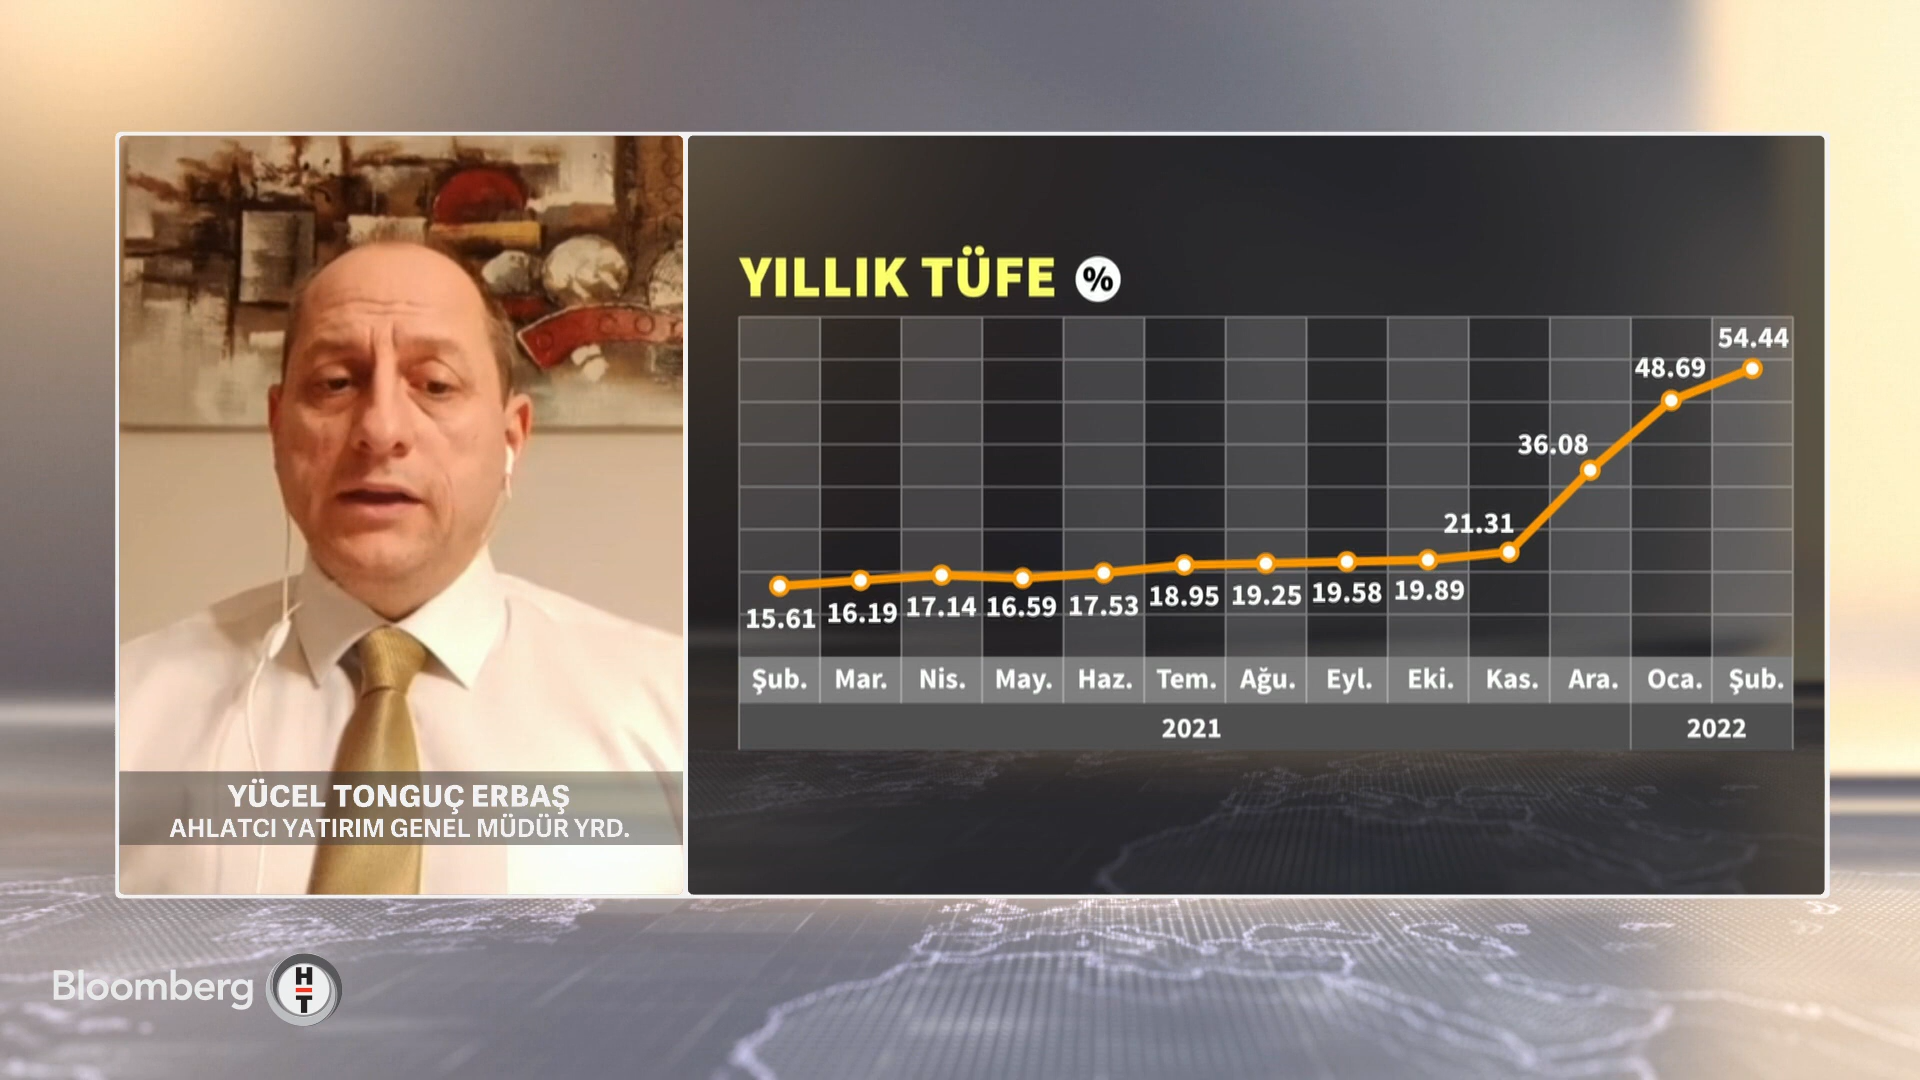 YILLIK TÜFE %
54.44
48.69
36.08
21.31
15.61 16.19 17.14 16.59 17.53 18.95 19.25 19.58 19.89
Şub. Mar. Nis. May. Haz. Tem. Ağu. Eyl. Eki. Kas. Ara. Oca. Şub.
2021 2022
YÜCEL TONGUÇ ERBAŞ
AHLATCI YATIRIM GENEL MÜDÜR YRD.
Bloomberg HT